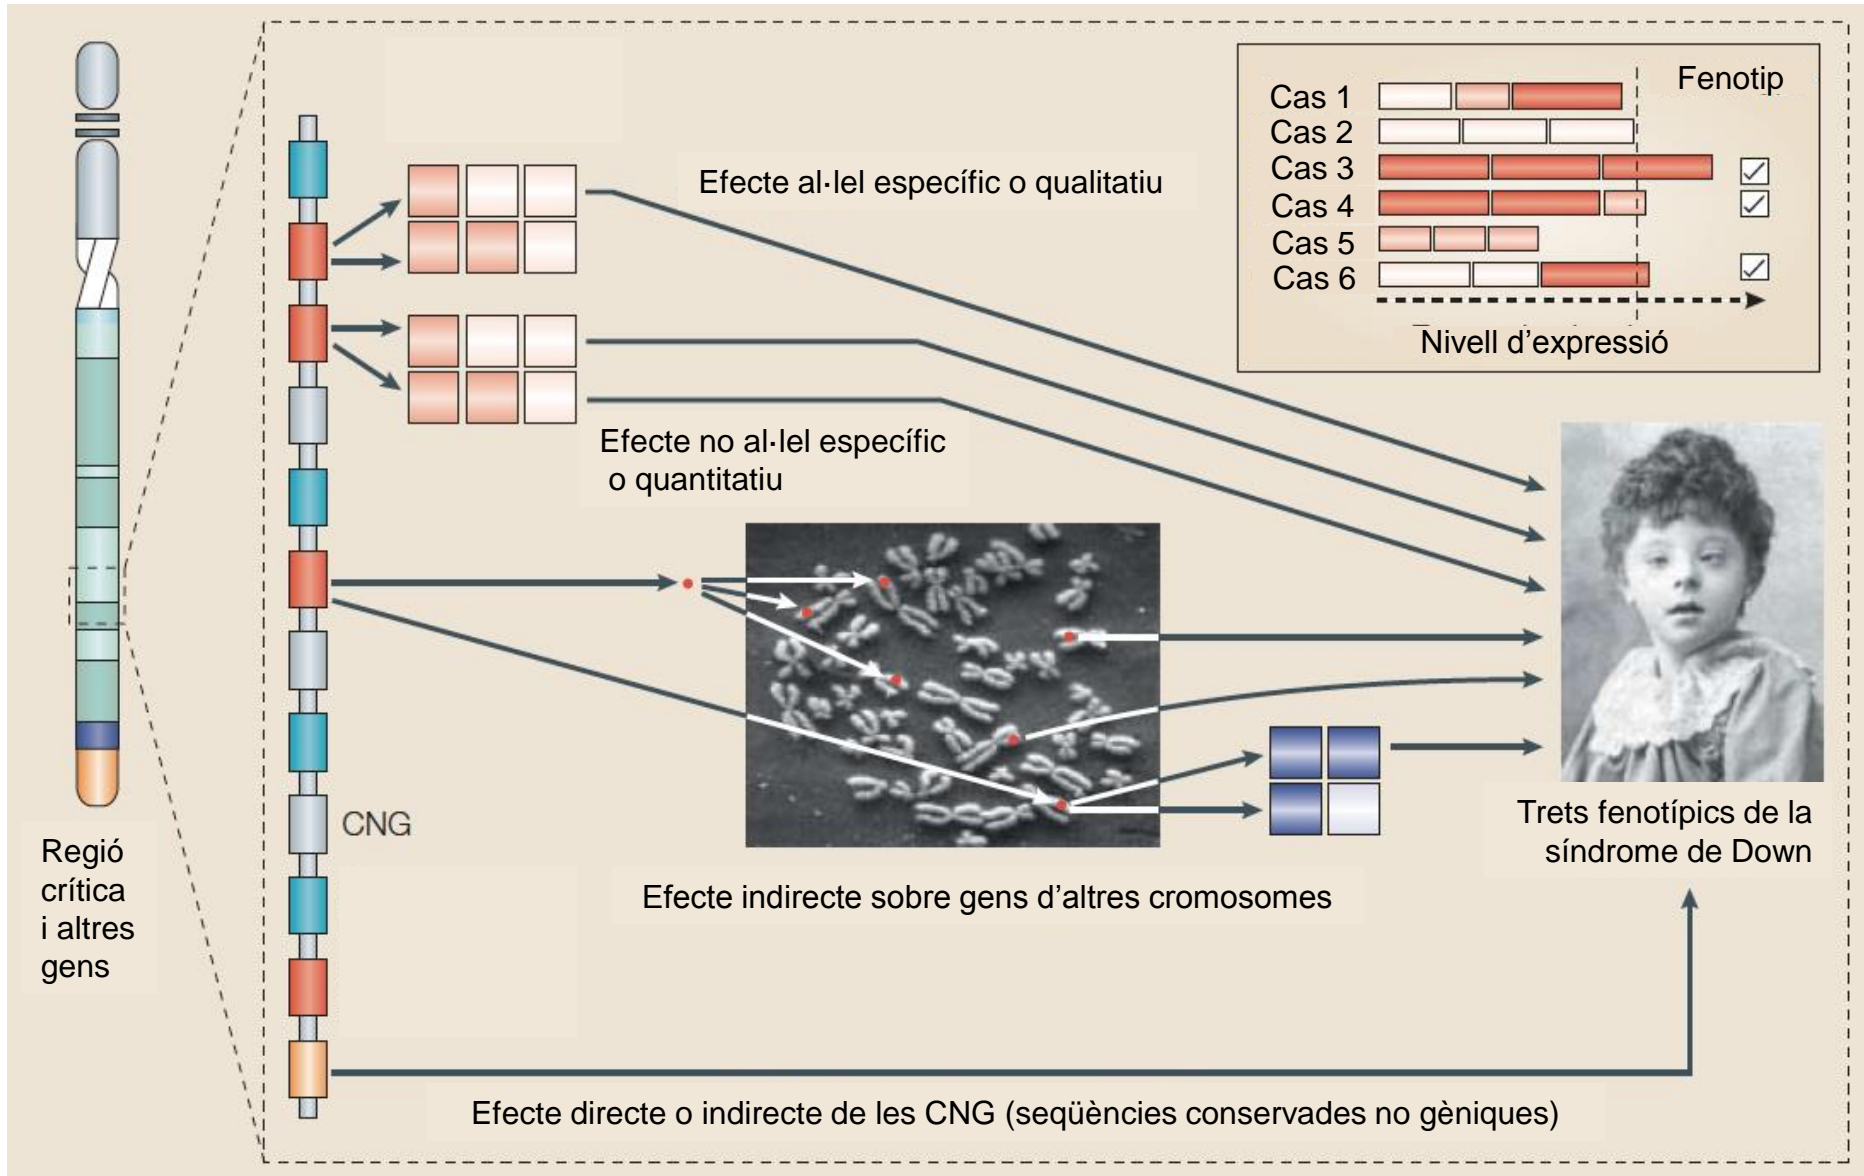 Fenotip
Cas 1
Cas 2
Cas 3
Cas 4
Cas 5
Cas 6
Nivell d’expressió
Efecte al·lel específic o qualitatiu
Efecte no al·lel específic
o quantitatiu
CNG
Regió
crítica
i altres
gens
Trets fenotípics de la
síndrome de Down
Efecte indirecte sobre gens d’altres cromosomes
Efecte directe o indirecte de les CNG (seqüències conservades no gèniques)